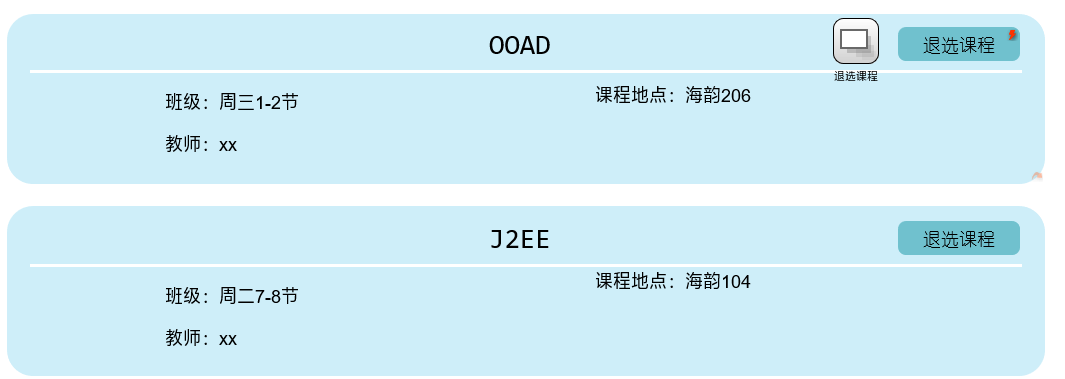 OOAD
退选课程
退选课程
班级：周三1-2节
课程地点：海韵206
教师：xx
J2EE
退选课程
班级：周二7-8节
课程地点：海韵104
教师：xx